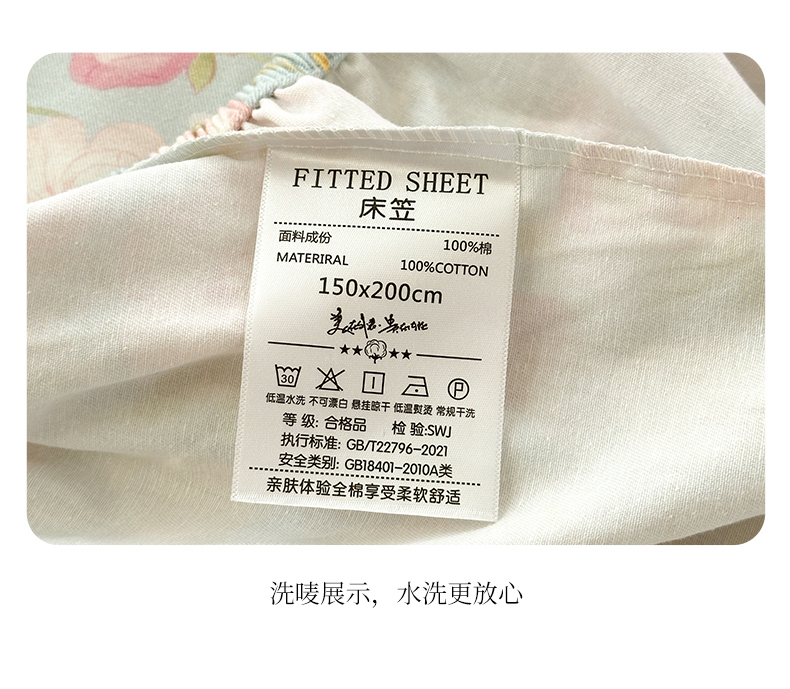 FITTED SHEET
床笠
面料成份 100%棉
MATERIRAL 100%COTTON
150x200cm
30
P
低温水洗 不可漂白 悬挂晾干 低温熨烫 常规干洗
等 级: 合格品 检 验:SWJ
执行标准: GB/T22796-2021
安全类别: GB18401-2010A类
亲肤体验全棉享受柔软舒适
洗唛展示，水洗更放心